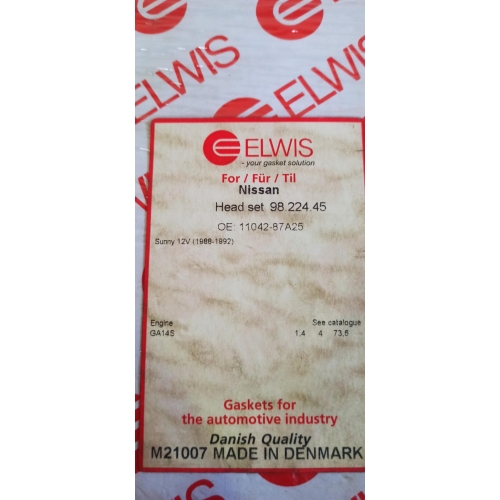 ELWIS
ELWIS
ELWIS
- your gasket solution
For / Für / Til
Nissan
Head set 98.224.45
OE: 11042-87A25
Sunny 12V (1988-1992)
Engine See catalogue
GA14S 1.4 4 73.6
Gaskets for
the automotive industry
Danish Quality
M21007 MADE IN DENMARK